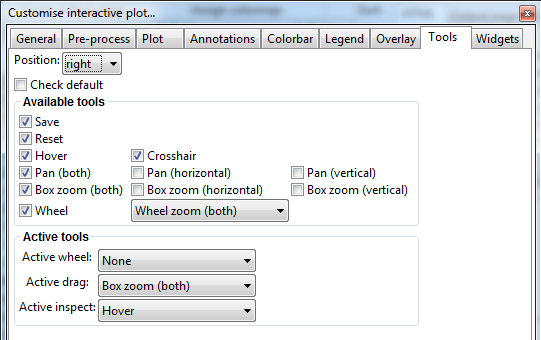 Customise interactive plot...
General Pre-process Plot Annotations Colorbar Legend Overlay Tools Widgets
Position: right
Check default
Available tools
Save
Reset
Hover Crosshair
Pan (both) Pan (horizontal) Pan (vertical)
Box zoom (both) Box zoom (horizontal) Box zoom (vertical)
Wheel Wheel zoom (both)
Active tools
Active wheel: None
Active drag: Box zoom (both)
Active inspect: Hover